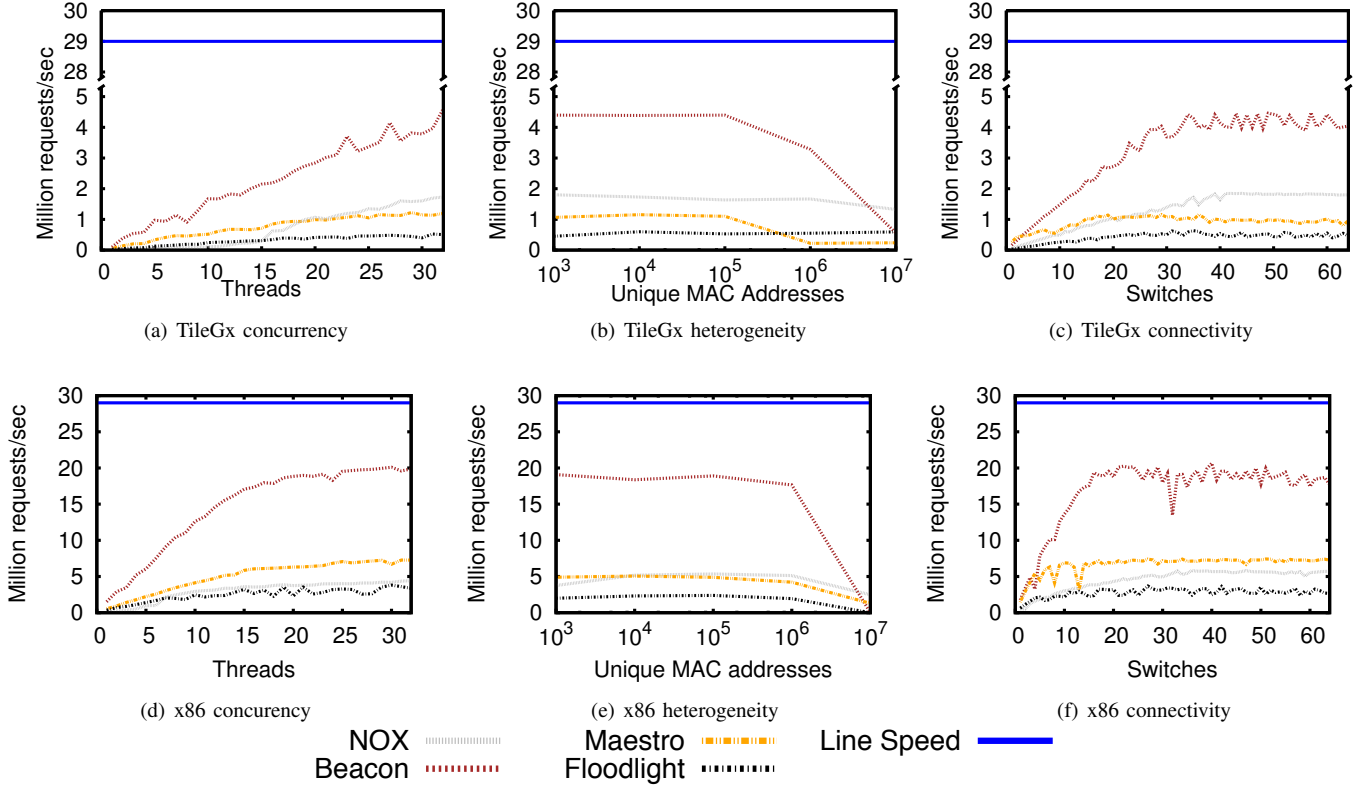 30
29
28
5
4
3
2
1
0
Million requests/sec
0 5 10 15 20 25 30
Threads
(a) TileGx concurrency
30
29
28
5
4
3
2
1
0
Million requests/sec
10^3 10^4 10^5 10^6 10^7
Unique MAC Addresses
(b) TileGx heterogeneity
30
29
28
5
4
3
2
1
0
Million requests/sec
0 10 20 30 40 50 60
Switches
(c) TileGx connectivity
30
25
20
15
10
5
0
Million requests/sec
0 5 10 15 20 25 30
Threads
(d) x86 concurency
30
25
20
15
10
5
0
Million requests/sec
10^3 10^4 10^5 10^6 10^7
Unique MAC addresses
(e) x86 heterogeneity
30
25
20
15
10
5
0
Million requests/sec
0 10 20 30 40 50 60
Switches
(f) x86 connectivity
NOX Maestro Line Speed
Beacon Floodlight